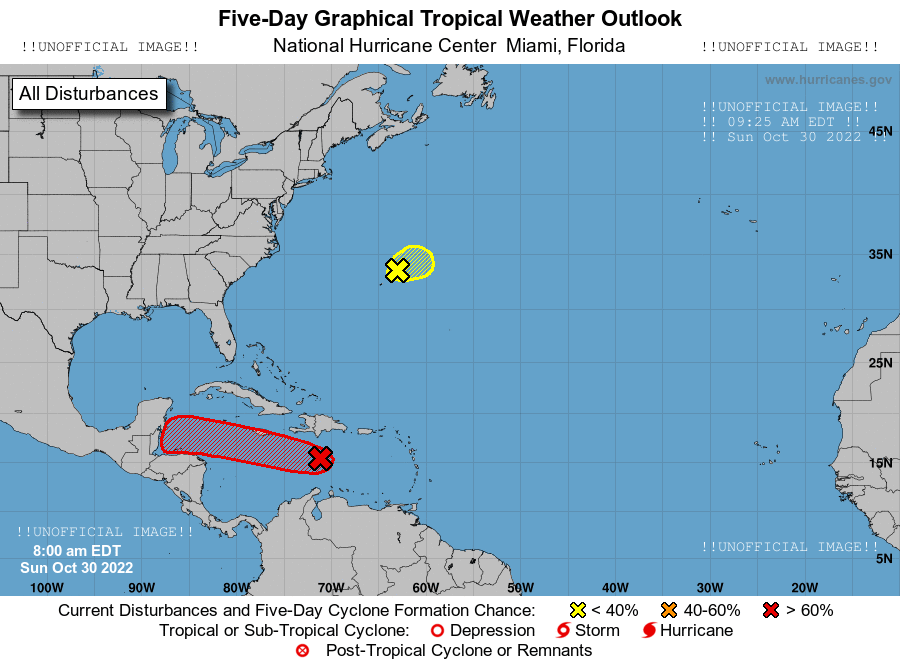 Five-Day Graphical Tropical Weather Outlook
!!UNOFFICIAL IMAGE!! National Hurricane Center  Miami, Florida !!UNOFFICIAL IMAGE!!
www.hurricanes.gov
All Disturbances
!!UNOFFICIAL IMAGE!!
!! 09:25 AM EDT !!
!! Sun Oct 30 2022 !!
45N
35N
25N
15N
!!UNOFFICIAL IMAGE!!
8:00 am EDT
Sun Oct 30 2022
!!UNOFFICIAL IMAGE!!
5N
100W 90W 80W 70W 60W 50W 40W 30W 20W
Current Disturbances and Five-Day Cyclone Formation Chance: < 40% 40-60% > 60%
Tropical or Sub-Tropical Cyclone: Depression Storm Hurricane
Post-Tropical Cyclone or Remnants